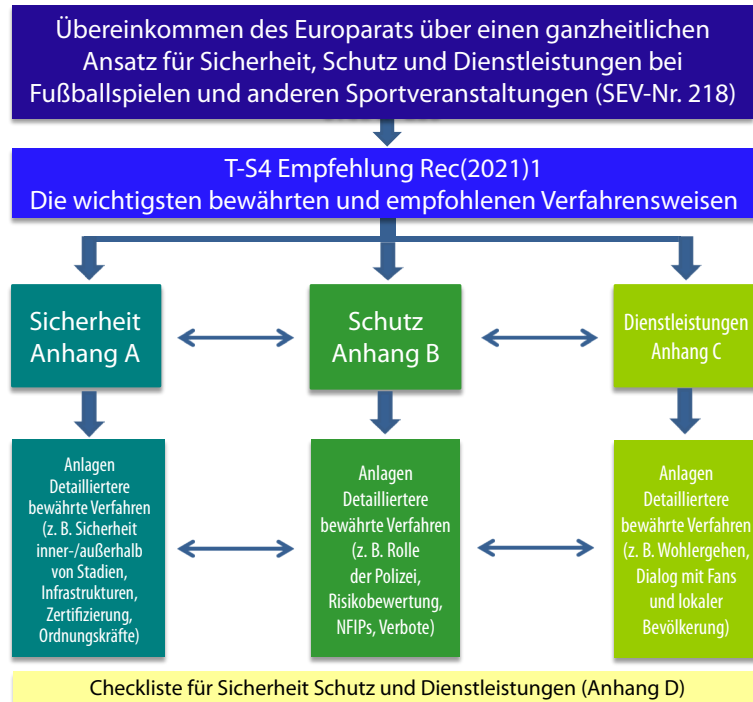 Übereinkommen des Europarats über einen ganzheitlichen
Ansatz für Sicherheit, Schutz und Dienstleistungen bei
Fußballspielen und anderen Sportveranstaltungen (SEV-Nr. 218)
T-S4 Empfehlung Rec(2021)1
Die wichtigsten bewährten und empfohlenen Verfahrensweisen
Sicherheit
Anhang A
Schutz
Anhang B
Dienstleistungen
Anhang C
Anlagen
Detailliertere
bewährte Verfahren
(z. B. Sicherheit
inner-/außerhalb
von Stadien,
Infrastrukturen,
Zertifizierung,
Ordnungskräfte)
Anlagen
Detailliertere
bewährte Verfahren
(z. B. Rolle
der Polizei,
Risikobewertung,
NFIPs, Verbote)
Anlagen
Detailliertere
bewährte Verfahren
(z. B. Wohlergehen,
Dialog mit Fans
und lokaler
Bevölkerung)
Checkliste für Sicherheit Schutz und Dienstleistungen (Anhang D)